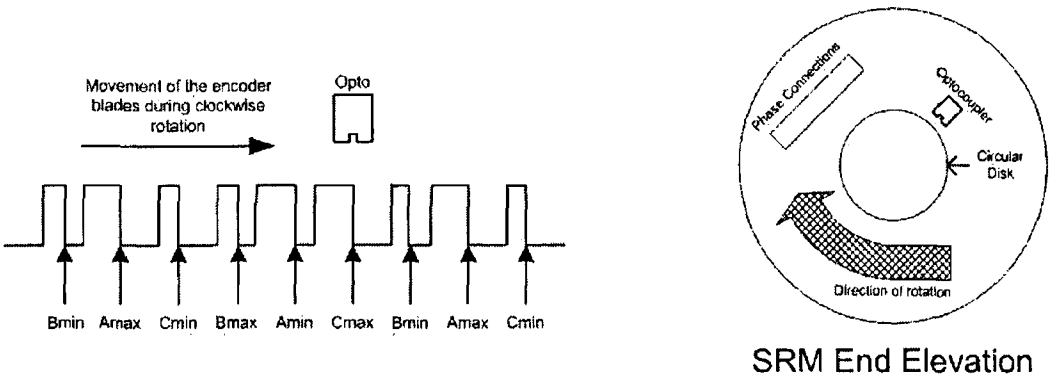 Movement of the encoder
blades during clockwise
rotation
Opto
Bmin Amax Cmin Bmax Amin Cmax Bmin Amax Cmin
Phase Connections
Optocoupler
Circular
Disk
Direction of rotation
SRM End Elevation